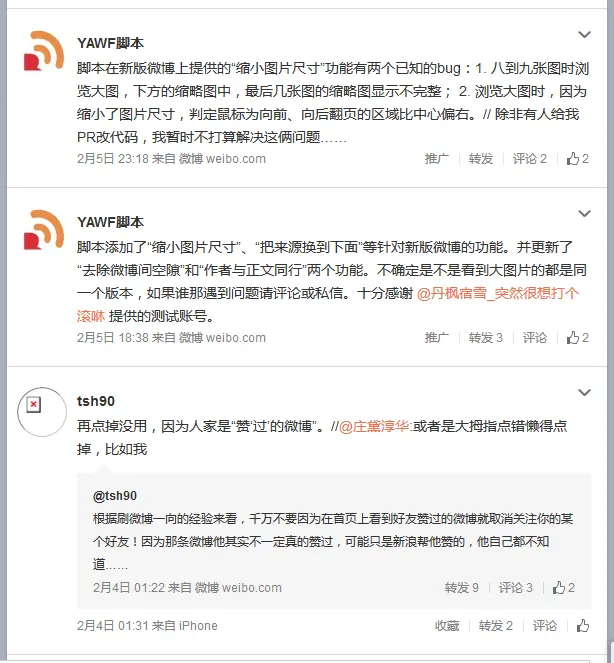 YAWF脚本
脚本在新版微博上提供的“缩小图片尺寸”功能有两个已知的bug：1. 八到九张图时浏
览大图，下方的缩略图中，最后几张图的缩略图显示不完整； 2. 浏览大图时，因为
缩小了图片尺寸，判定鼠标为向前、向后翻页的区域比中心偏右。// 除非有人给我
PR改代码，我暂时不打算解决这俩问题……
2月5日 23:18 来自 微博 weibo.com 推广 转发 评论 2 2
YAWF脚本
脚本添加了“缩小图片尺寸”、“把来源换到下面”等针对新版微博的功能。并更新了
“去除微博间空隙”和“作者与正文同行”两个功能。不确定是不是看到大图片的都是同
一个版本，如果谁那遇到问题请评论或私信。十分感谢 @丹枫宿雪_突然很想打个
滚咻 提供的测试账号。
2月5日 18:38 来自 微博 weibo.com 推广 转发 3 评论 2
tsh90
再点掉没用，因为人家是“赞‘过’的微博”。//@庄黛淳华:或者是大拇指点错懒得点
掉，比如我
@tsh90
根据刷微博一向的经验来看，千万不要因为在首页上看到好友赞过的微博就取消关注你的某
个好友！因为那条微博他其实不一定真的赞过，可能只是新浪帮他赞的，他自己都不知
道……
2月4日 01:22 来自 微博 weibo.com 转发 9 评论 3 2
2月4日 01:31 来自 iPhone 收藏 转发 2 评论